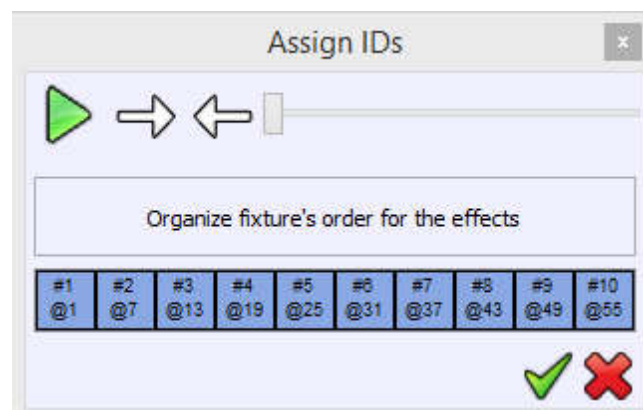 Assign IDs
x
Organize fixture's order for the effects
#1 #2 #3 #4 #5 #6 #7 #8 #9 #10
@1 @7 @13 @19 @25 @31 @37 @43 @49 @55